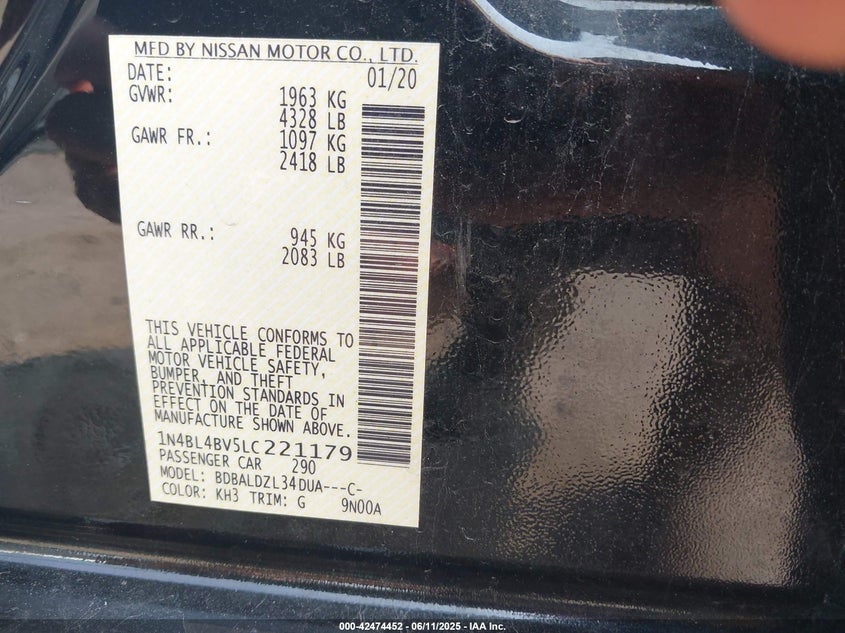 MFD BY NISSAN MOTOR CO., LTD.
DATE: 01/20
GVWR: 1963 KG
4328 LB
GAWR FR.: 1097 KG
2418 LB
GAWR RR.: 945 KG
2083 LB
THIS VEHICLE CONFORMS TO
ALL APPLICABLE FEDERAL
MOTOR VEHICLE SAFETY,
BUMPER, AND THEFT
PREVENTION STANDARDS IN
EFFECT ON THE DATE OF
MANUFACTURE SHOWN ABOVE.
1N4BL4BV5LC221179
PASSENGER CAR 290
MODEL: BDBALDZL34DUA---C-
COLOR: KH3 TRIM: G 9N00A
000-42474452 - 06/11/2025 - IAA Inc.